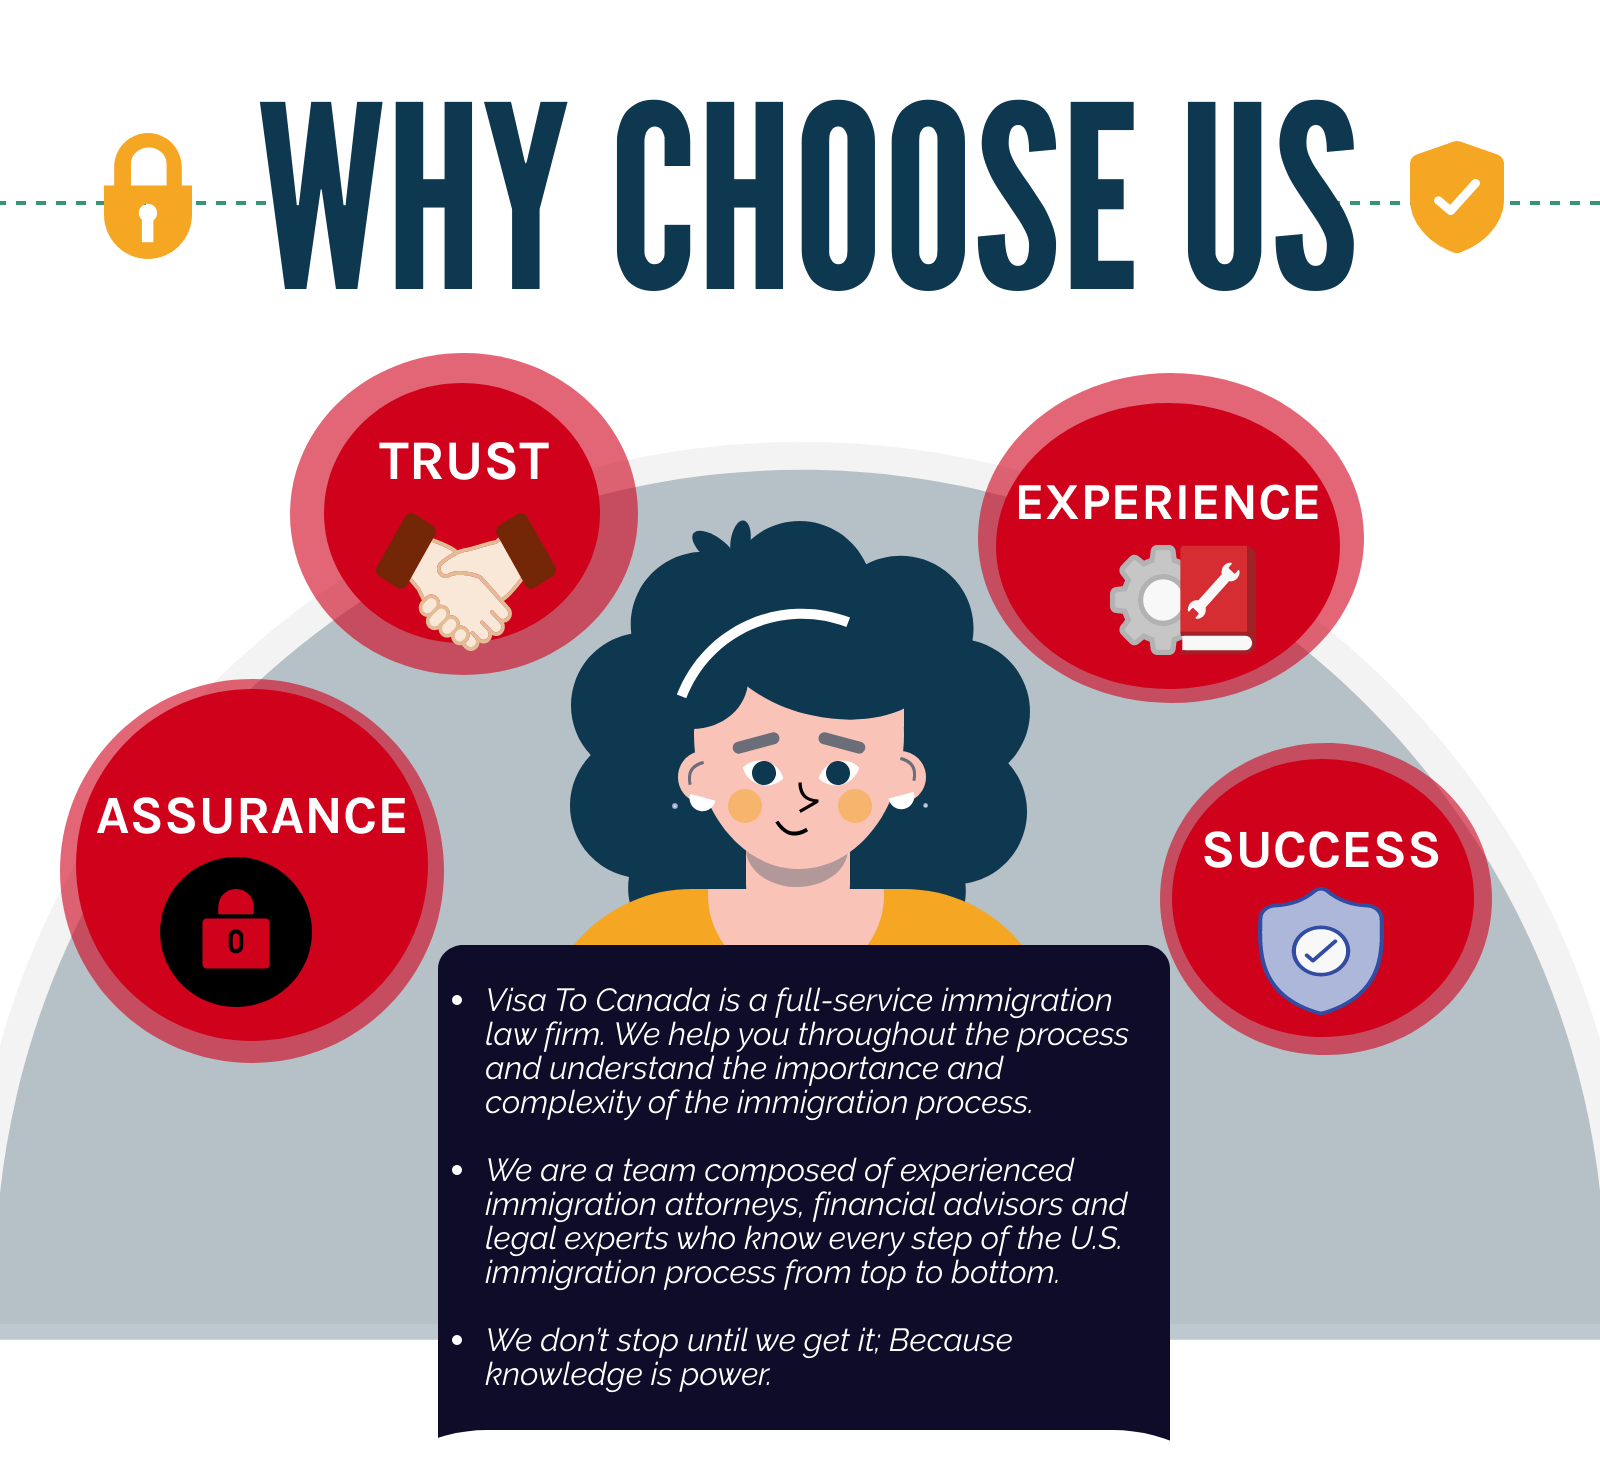 WHY CHOOSE US
TRUST
EXPERIENCE
ASSURANCE
0
SUCCESS
• Visa To Canada is a full-service immigration
law firm. We help you throughout the process
and understand the importance and
complexity of the immigration process.
• We are a team composed of experienced
immigration attorneys, financial advisors and
legal experts who know every step of the U.S.
immigration process from top to bottom.
• We don’t stop until we get it; Because
knowledge is power.